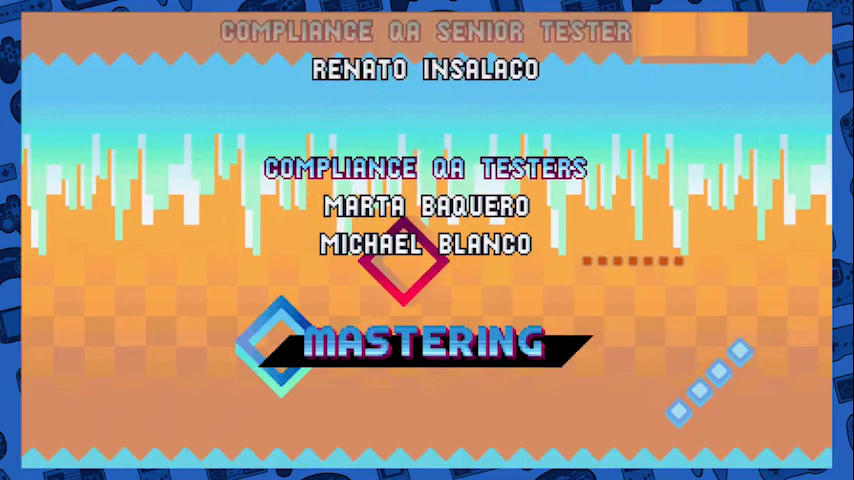 COMPLIANCE QA SENIOR TESTER
RENATO INSALACO
COMPLIANCE QA TESTERS
MARTA BAQUERO
MICHAEL BLANCO
MASTERING